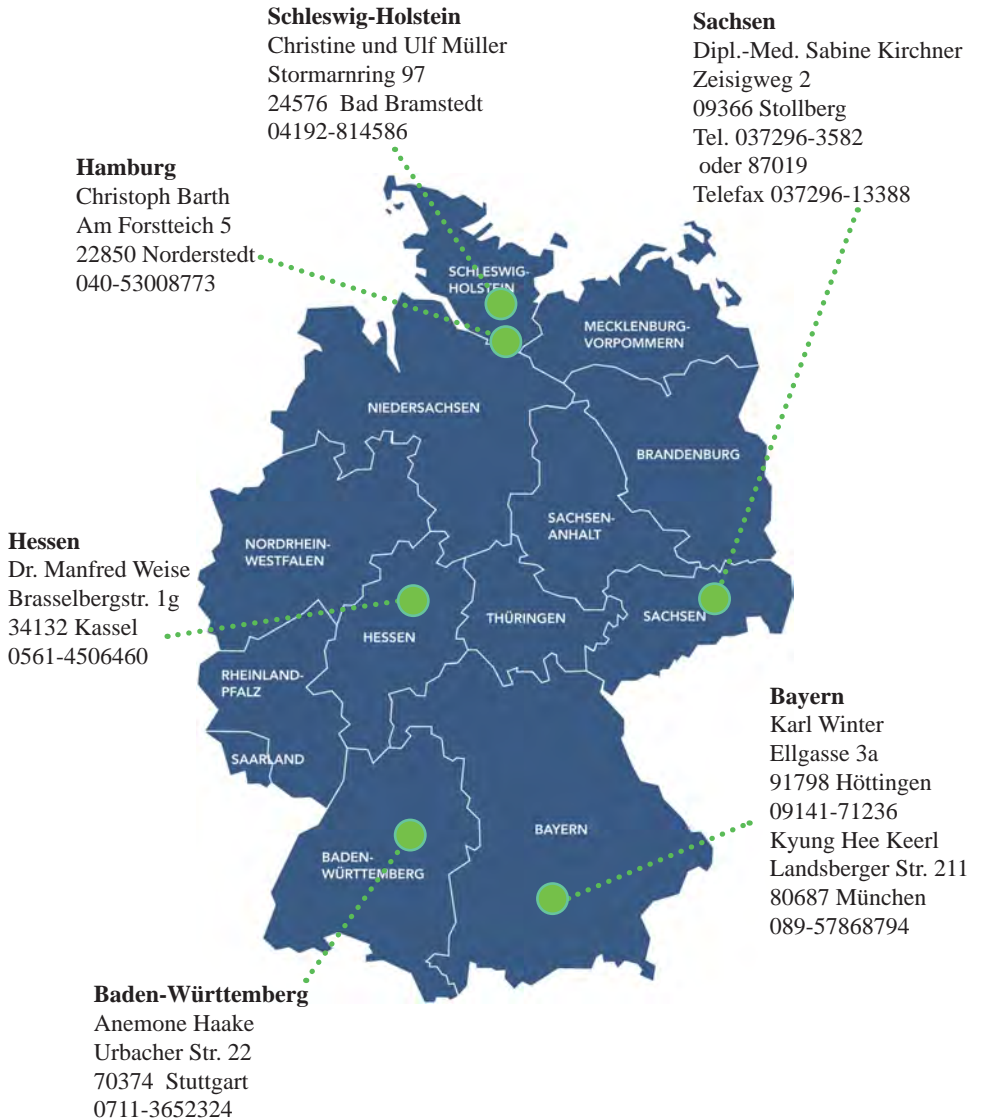 Schleswig-Holstein
Christine und Ulf Müller
Stormarnring 97
24576 Bad Bramstedt
04192-814586
Sachsen
Dipl.-Med. Sabine Kirchner
Zeisigweg 2
09366 Stollberg
Tel. 037296-3582
oder 87019
Telefax 037296-13388
Hamburg
Christoph Barth
Am Forstteich 5
22850 Norderstedt
040-53008773
SCHLESWIG-
HOLSTEIN
MECKLENBURG-
VORPOMMERN
NIEDERSACHSEN
BRANDENBURG
SACHSEN-
ANHALT
NORDRHEIN-
WESTFALEN
Hessen
Dr. Manfred Weise
Brasselbergstr. 1g
34132 Kassel
0561-4506460
HESSEN
THÜRINGEN
SACHSEN
RHEINLAND-
PFALZ
SAARLAND
Bayern
Karl Winter
Ellgasse 3a
91798 Höttingen
09141-71236
Kyung Hee Keerl
Landsberger Str. 211
80687 München
089-57868794
BAYERN
BADEN-
WÜRTTEMBERG
Baden-Württemberg
Anemone Haake
Urbacher Str. 22
70374 Stuttgart
0711-3652324